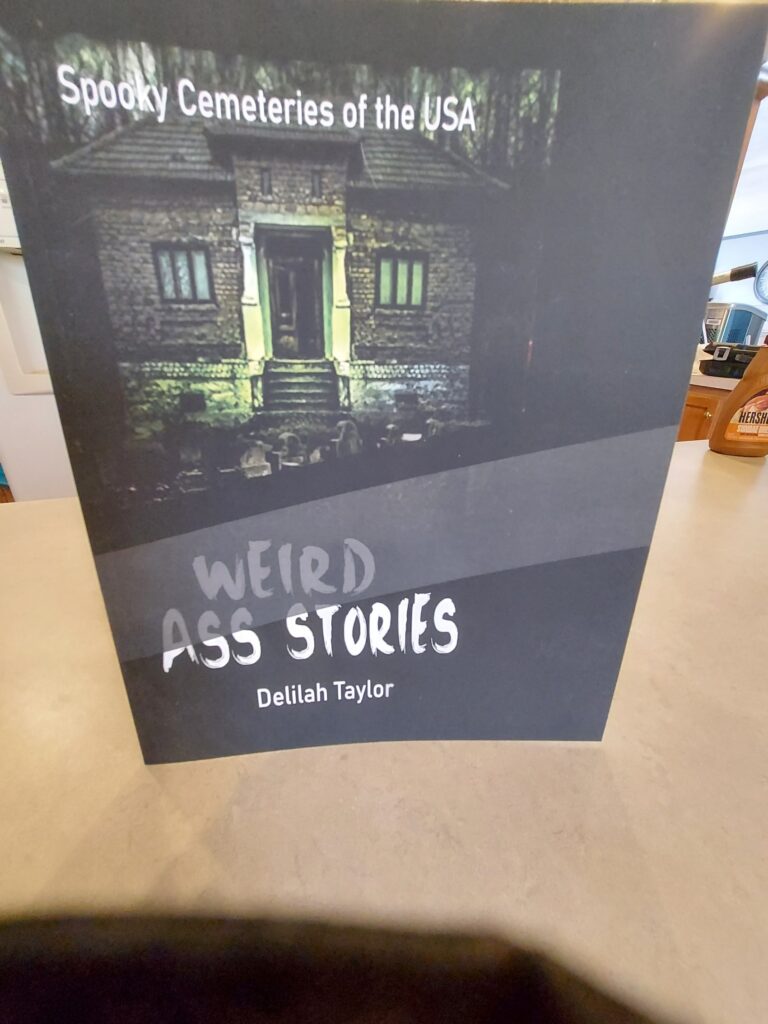 Spooky Cemeteries of the USA
WEIRD
ASS STORIES
Delilah Taylor